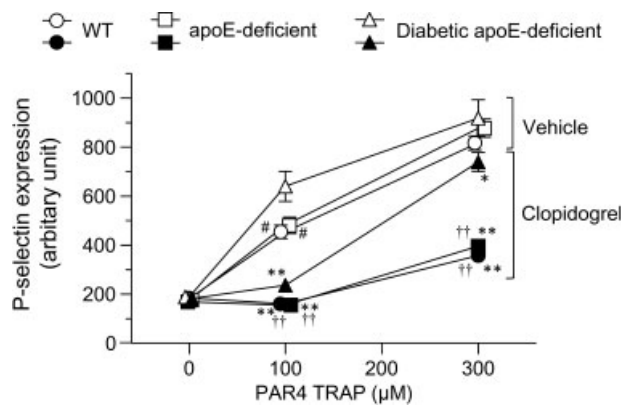 WT apoE-deficient Diabetic apoE-deficient
P-selectin expression
(arbitary unit)
1000
800
600
400
200
0
Vehicle
Clopidogrel
# #
*
†† **
†† **
**
** **
†† ††
0 100 200 300
PAR4 TRAP (µM)